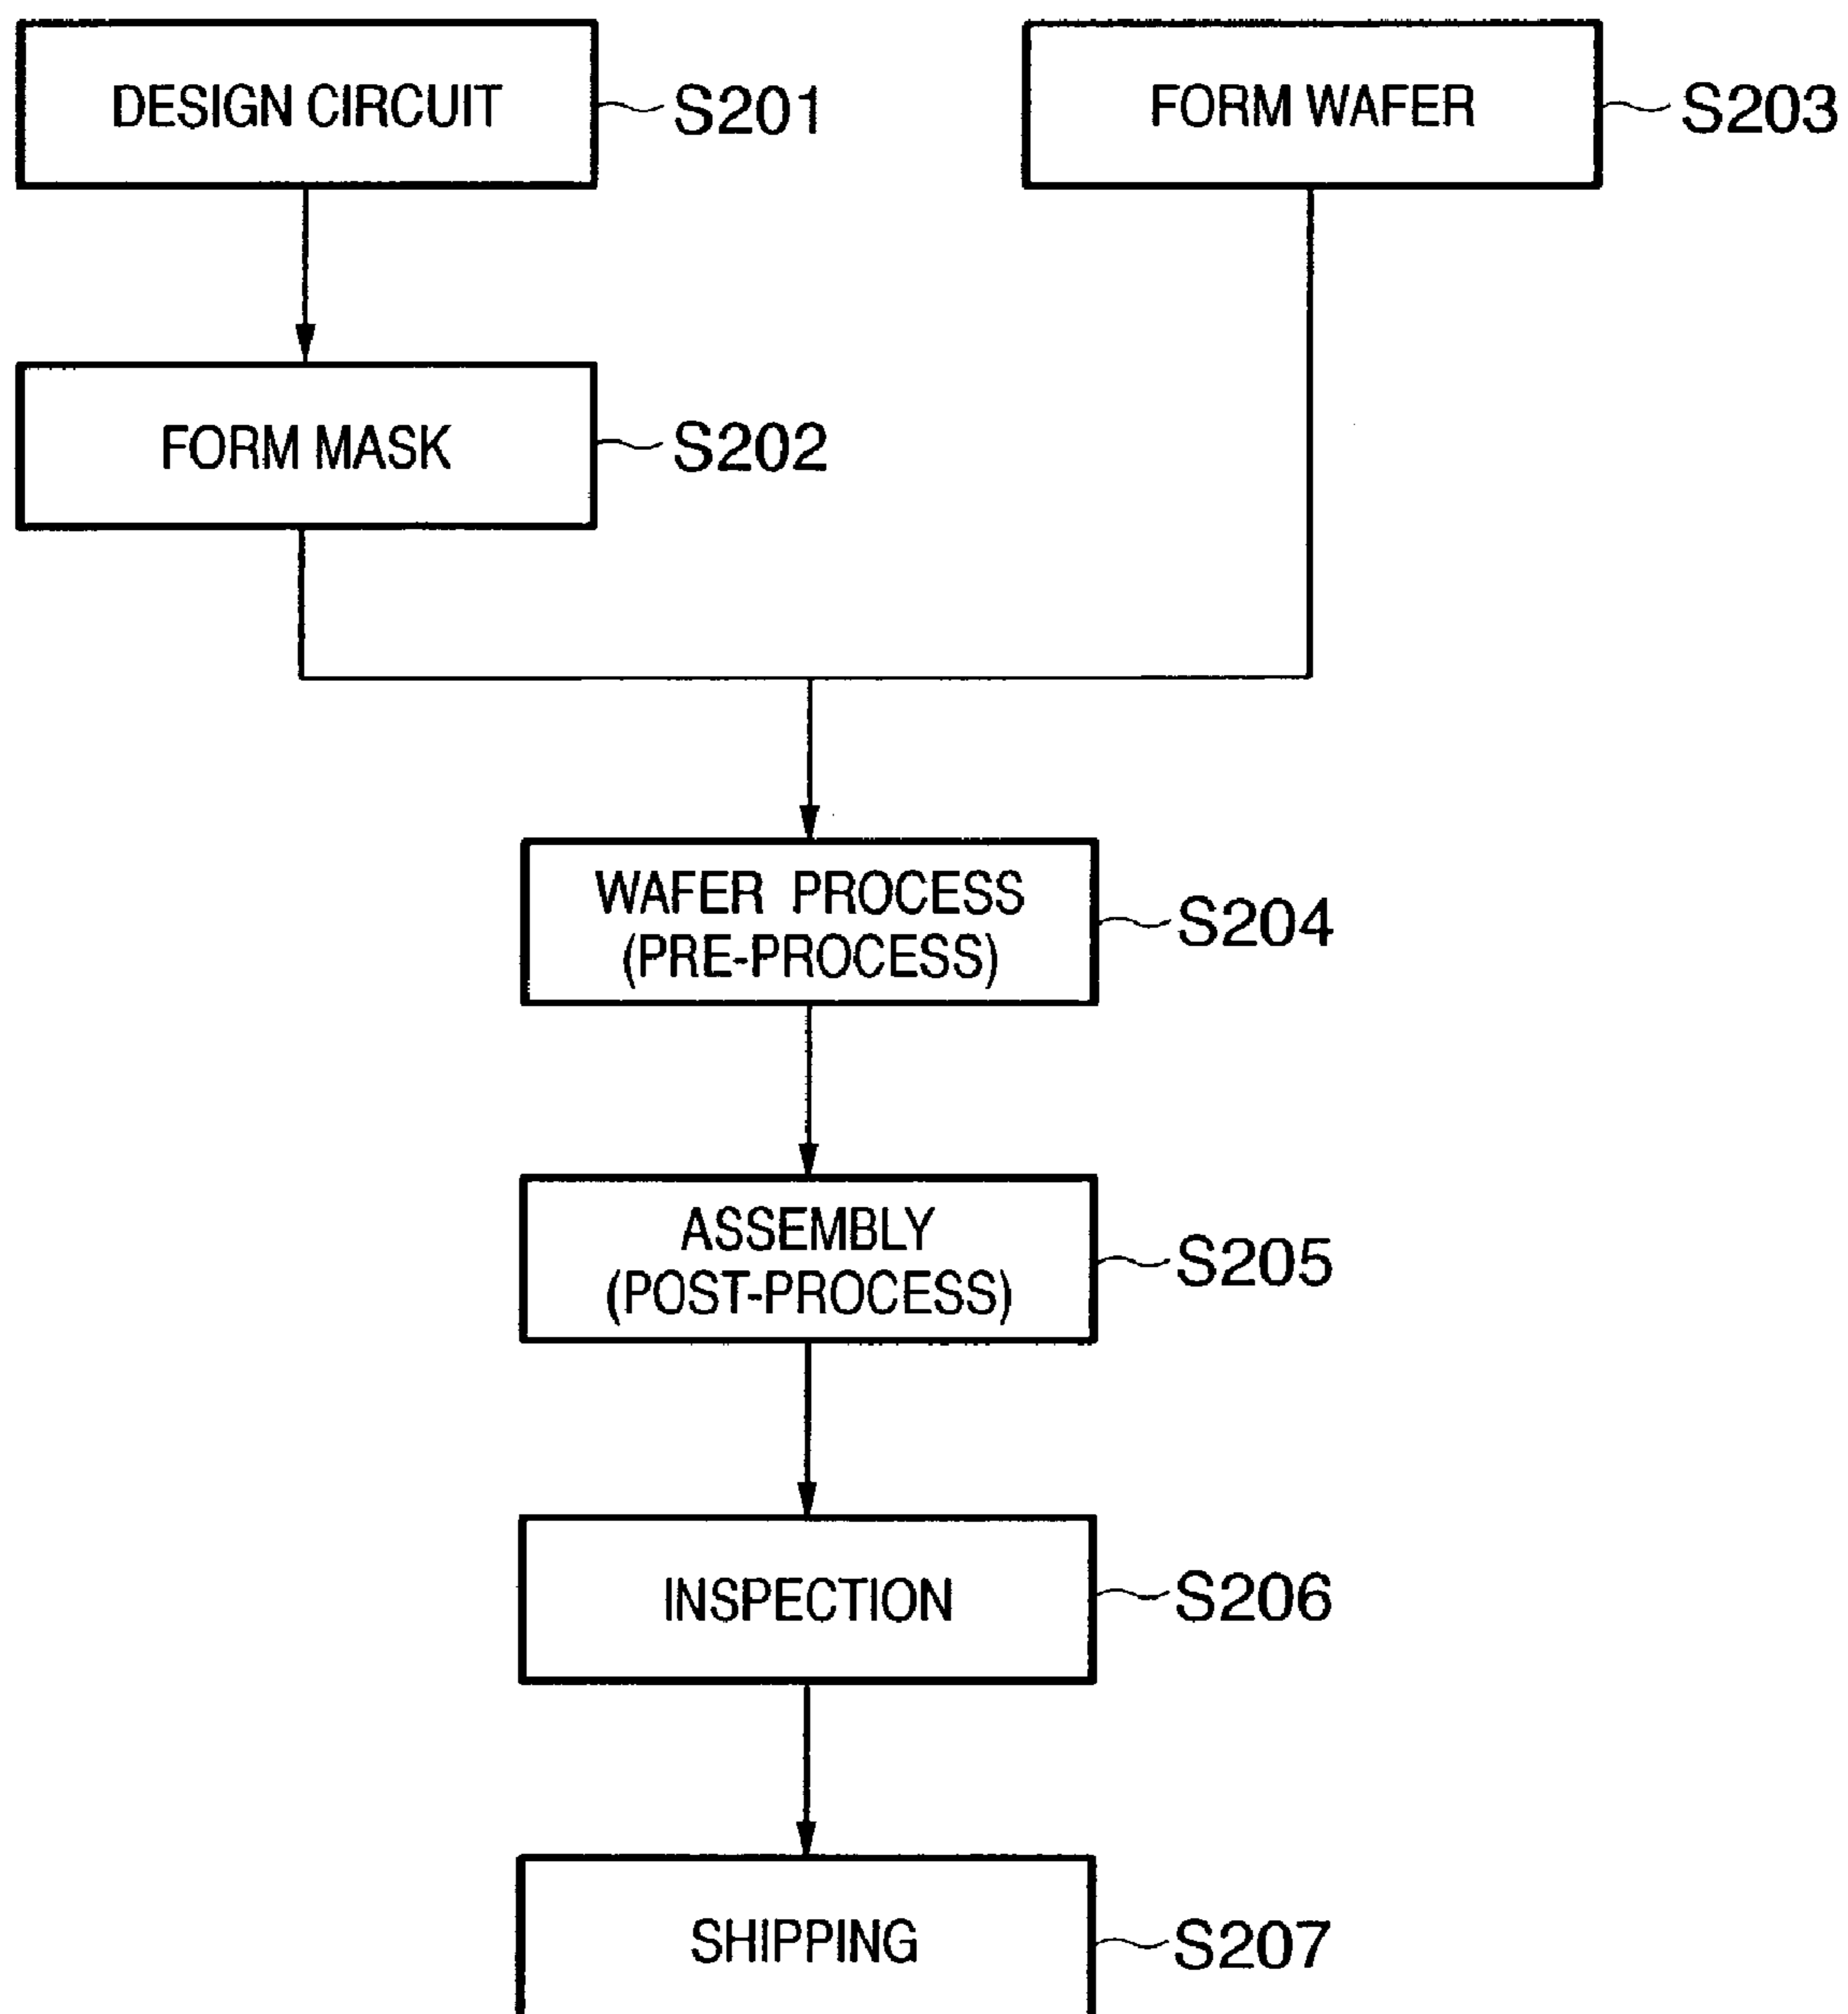 DESIGN CIRCUIT
S201
FORM WAFER
S203
FORM MASK
S202
WAFER PROCESS
(PRE-PROCESS)
S204
ASSEMBLY
(POST-PROCESS)
S205
INSPECTION
S206
SHIPPING
S207